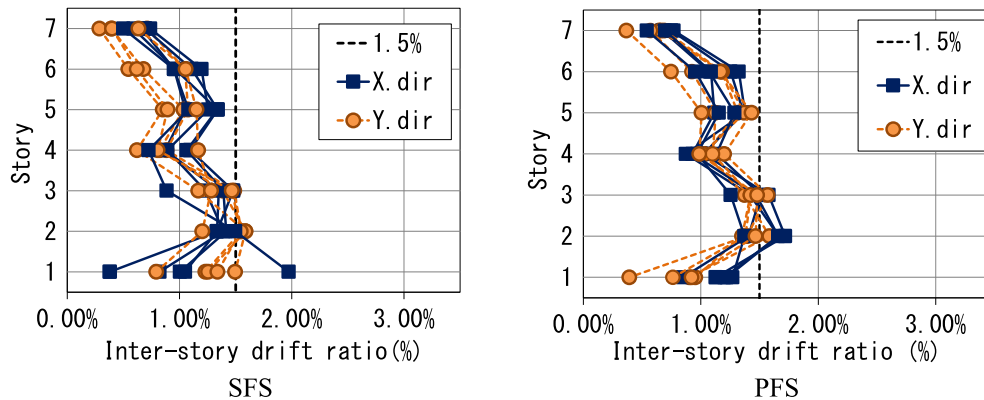 7
6
5
4
3
2
1
Story
0.00% 1.00% 2.00% 3.00%
Inter-story drift ratio(%)
1.5%
X.dir
Y.dir
SFS
7
6
5
4
3
2
1
Story
0.00% 1.00% 2.00% 3.00%
Inter-story drift ratio (%)
1.5%
X.dir
Y.dir
PFS